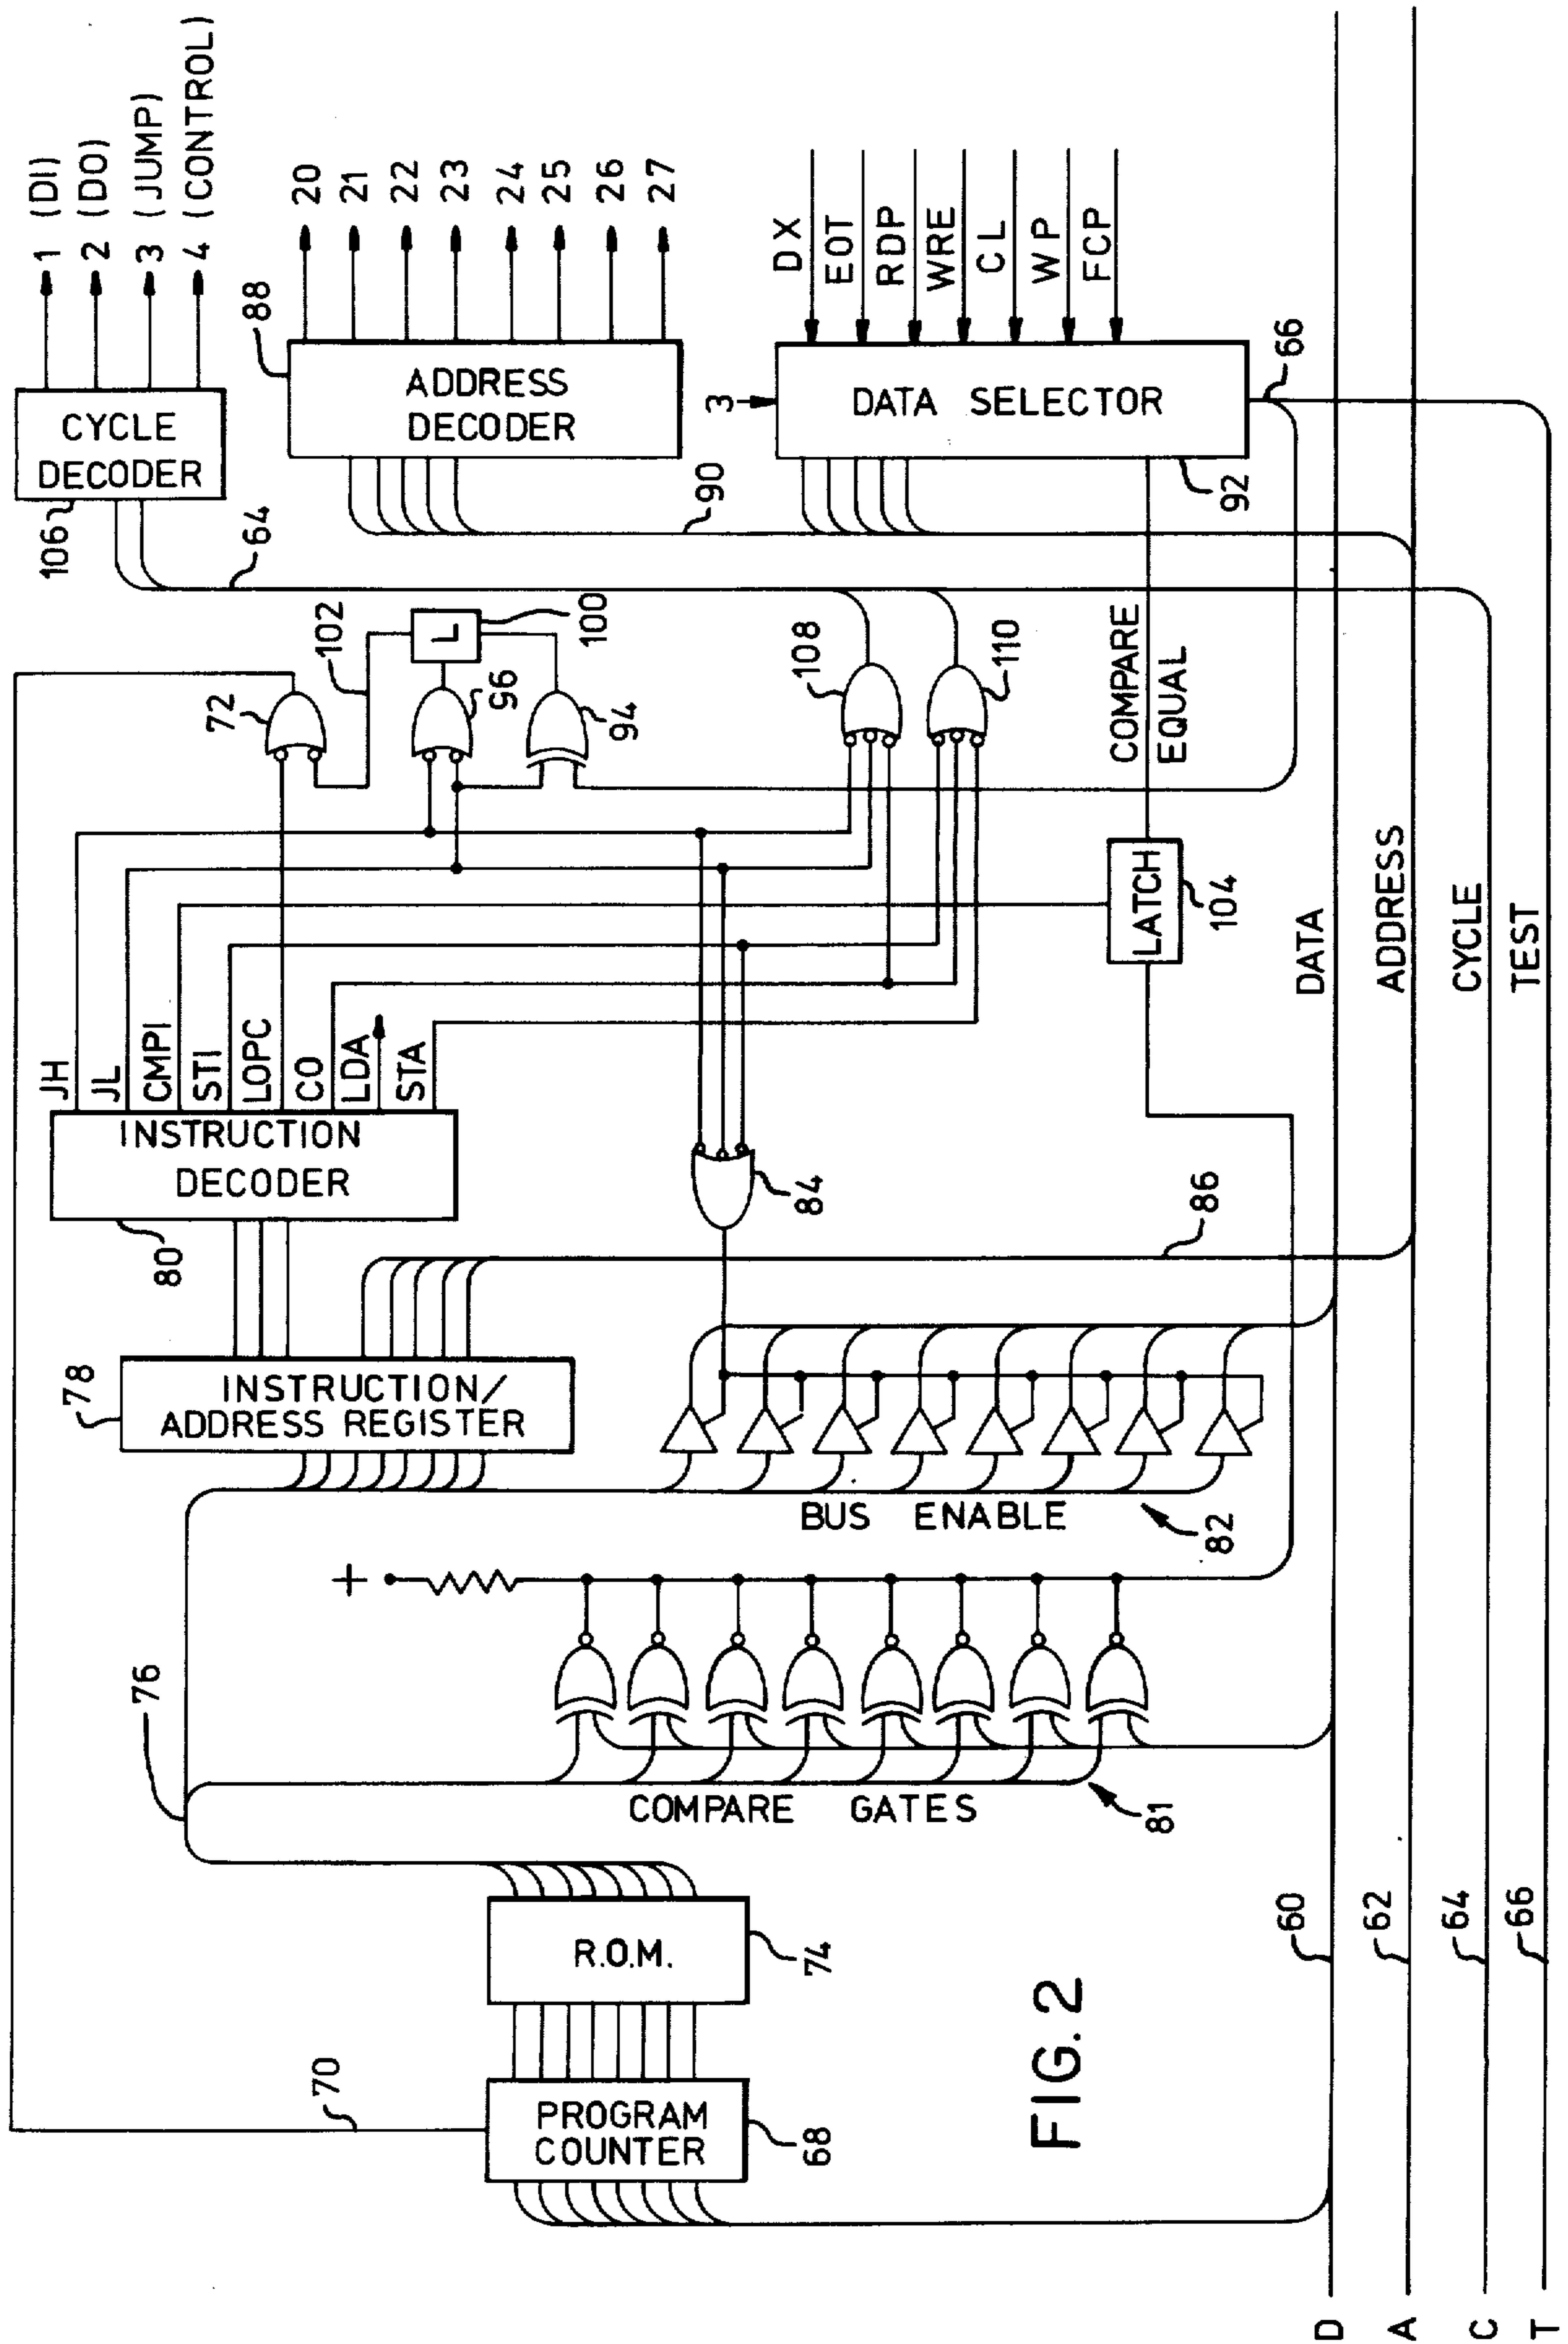 1 (DI)
2 (DO)
3 (JUMP)
4 (CONTROL)
CYCLE
DECODER
106
64
20
21
22
23
24
25
26
27
88
ADDRESS
DECODER
90
DX
EOT
RDP
WRE
CL
WP
FCP
3
DATA SELECTOR
92
66
72
102
L
100
96
94
108
110
COMPARE
EQUAL
LATCH
104
JH
JL
CMPI
STI
LOPC
CO
LDA
STA
INSTRUCTION
DECODER
80
84
86
78
INSTRUCTION/
ADDRESS REGISTER
BUS ENABLE
82
+
76
COMPARE GATES
81
R.O.M.
74
70
PROGRAM
COUNTER
68
FIG. 2
DATA
ADDRESS
CYCLE
TEST
60
62
64
66
D
A
C
T